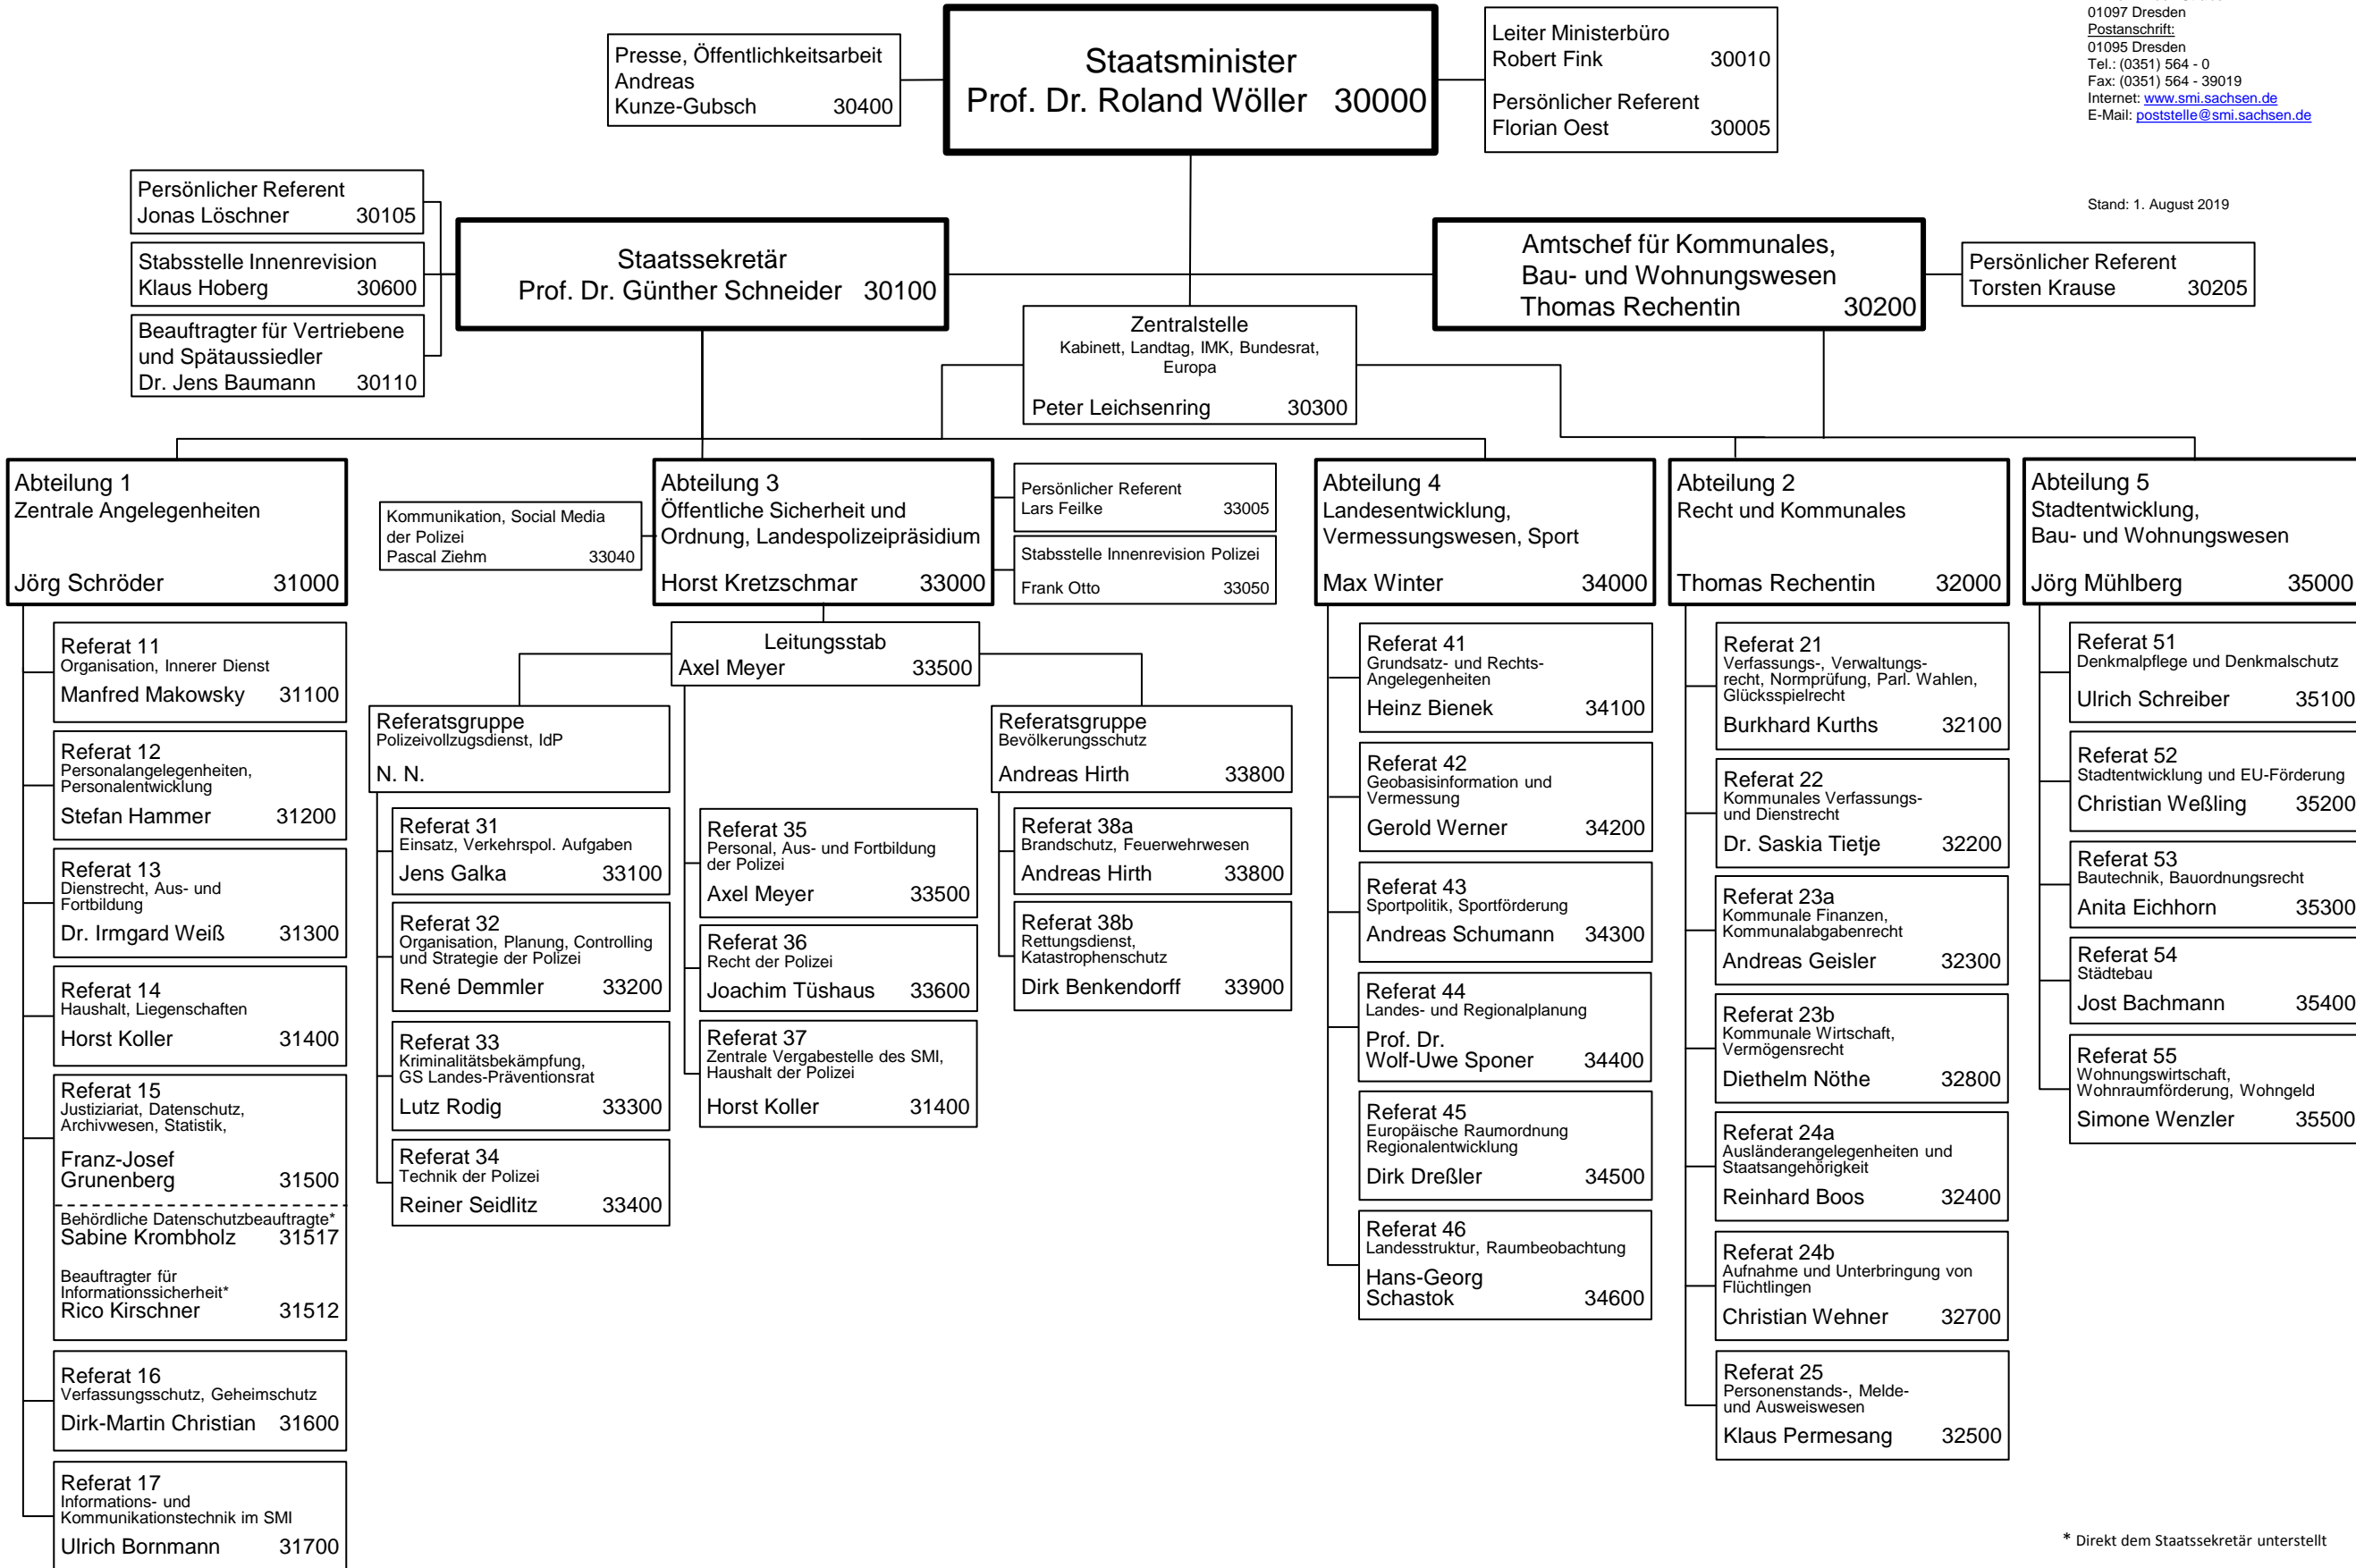 Presse, Öffentlichkeitsarbeit
Andreas
Kunze-Gubsch 30400
Staatsminister
Prof. Dr. Roland Wöller 30000
Leiter Ministerbüro
Robert Fink 30010
Persönlicher Referent
Florian Oest 30005
01097 Dresden
Postanschrift:
01095 Dresden
Tel.: (0351) 564 - 0
Fax: (0351) 564 - 39019
Internet: www.smi.sachsen.de
E-Mail: poststelle@smi.sachsen.de
Stand: 1. August 2019
Persönlicher Referent
Jonas Löschner 30105
Stabsstelle Innenrevision
Klaus Hoberg 30600
Beauftragter für Vertriebene
und Spätaussiedler
Dr. Jens Baumann 30110
Staatssekretär
Prof. Dr. Günther Schneider 30100
Amtschef für Kommunales,
Bau- und Wohnungswesen
Thomas Rechentin 30200
Persönlicher Referent
Torsten Krause 30205
Zentralstelle
Kabinett, Landtag, IMK, Bundesrat,
Europa
Peter Leichsenring 30300
Abteilung 1
Zentrale Angelegenheiten
Jörg Schröder 31000
Referat 11
Organisation, Innerer Dienst
Manfred Makowsky 31100
Referat 12
Personalangelegenheiten,
Personalentwicklung
Stefan Hammer 31200
Referat 13
Dienstrecht, Aus- und
Fortbildung
Dr. Irmgard Weiß 31300
Referat 14
Haushalt, Liegenschaften
Horst Koller 31400
Referat 15
Justiziariat, Datenschutz,
Archivwesen, Statistik,
Franz-Josef
Grunenberg 31500
Behördliche Datenschutzbeauftragte*
Sabine Krombholz 31517
Beauftragter für
Informationssicherheit*
Rico Kirschner 31512
Referat 16
Verfassungsschutz, Geheimschutz
Dirk-Martin Christian 31600
Referat 17
Informations- und
Kommunikationstechnik im SMI
Ulrich Bornmann 31700
Kommunikation, Social Media
der Polizei
Pascal Ziehm 33040
Abteilung 3
Öffentliche Sicherheit und
Ordnung, Landespolizeipräsidium
Horst Kretzschmar 33000
Persönlicher Referent
Lars Feilke 33005
Stabsstelle Innenrevision Polizei
Frank Otto 33050
Leitungsstab
Axel Meyer 33500
Referatsgruppe
Polizeivollzugsdienst, IdP
N. N.
Referat 31
Einsatz, Verkehrspol. Aufgaben
Jens Galka 33100
Referat 32
Organisation, Planung, Controlling
und Strategie der Polizei
René Demmler 33200
Referat 33
Kriminalitätsbekämpfung,
GS Landes-Präventionsrat
Lutz Rodig 33300
Referat 34
Technik der Polizei
Reiner Seidlitz 33400
Referat 35
Personal, Aus- und Fortbildung
der Polizei
Axel Meyer 33500
Referat 36
Recht der Polizei
Joachim Tüshaus 33600
Referat 37
Zentrale Vergabestelle des SMI,
Haushalt der Polizei
Horst Koller 31400
Referatsgruppe
Bevölkerungsschutz
Andreas Hirth 33800
Referat 38a
Brandschutz, Feuerwehrwesen
Andreas Hirth 33800
Referat 38b
Rettungsdienst,
Katastrophenschutz
Dirk Benkendorff 33900
Abteilung 4
Landesentwicklung,
Vermessungswesen, Sport
Max Winter 34000
Referat 41
Grundsatz- und Rechts-
Angelegenheiten
Heinz Bienek 34100
Referat 42
Geobasisinformation und
Vermessung
Gerold Werner 34200
Referat 43
Sportpolitik, Sportförderung
Andreas Schumann 34300
Referat 44
Landes- und Regionalplanung
Prof. Dr.
Wolf-Uwe Sponer 34400
Referat 45
Europäische Raumordnung
Regionalentwicklung
Dirk Dreßler 34500
Referat 46
Landesstruktur, Raumbeobachtung
Hans-Georg
Schastok 34600
Abteilung 2
Recht und Kommunales
Thomas Rechentin 32000
Referat 21
Verfassungs-, Verwaltungs-
recht, Normprüfung, Parl. Wahlen,
Glücksspielrecht
Burkhard Kurths 32100
Referat 22
Kommunales Verfassungs-
und Dienstrecht
Dr. Saskia Tietje 32200
Referat 23a
Kommunale Finanzen,
Kommunalabgabenrecht
Andreas Geisler 32300
Referat 23b
Kommunale Wirtschaft,
Vermögensrecht
Diethelm Nöthe 32800
Referat 24a
Ausländerangelegenheiten und
Staatsangehörigkeit
Reinhard Boos 32400
Referat 24b
Aufnahme und Unterbringung von
Flüchtlingen
Christian Wehner 32700
Referat 25
Personenstands-, Melde-
und Ausweiswesen
Klaus Permesang 32500
Abteilung 5
Stadtentwicklung,
Bau- und Wohnungswesen
Jörg Mühlberg 35000
Referat 51
Denkmalpflege und Denkmalschutz
Ulrich Schreiber 35100
Referat 52
Stadtentwicklung und EU-Förderung
Christian Weßling 35200
Referat 53
Bautechnik, Bauordnungsrecht
Anita Eichhorn 35300
Referat 54
Städtebau
Jost Bachmann 35400
Referat 55
Wohnungswirtschaft,
Wohnraumförderung, Wohngeld
Simone Wenzler 35500
* Direkt dem Staatssekretär unterstellt